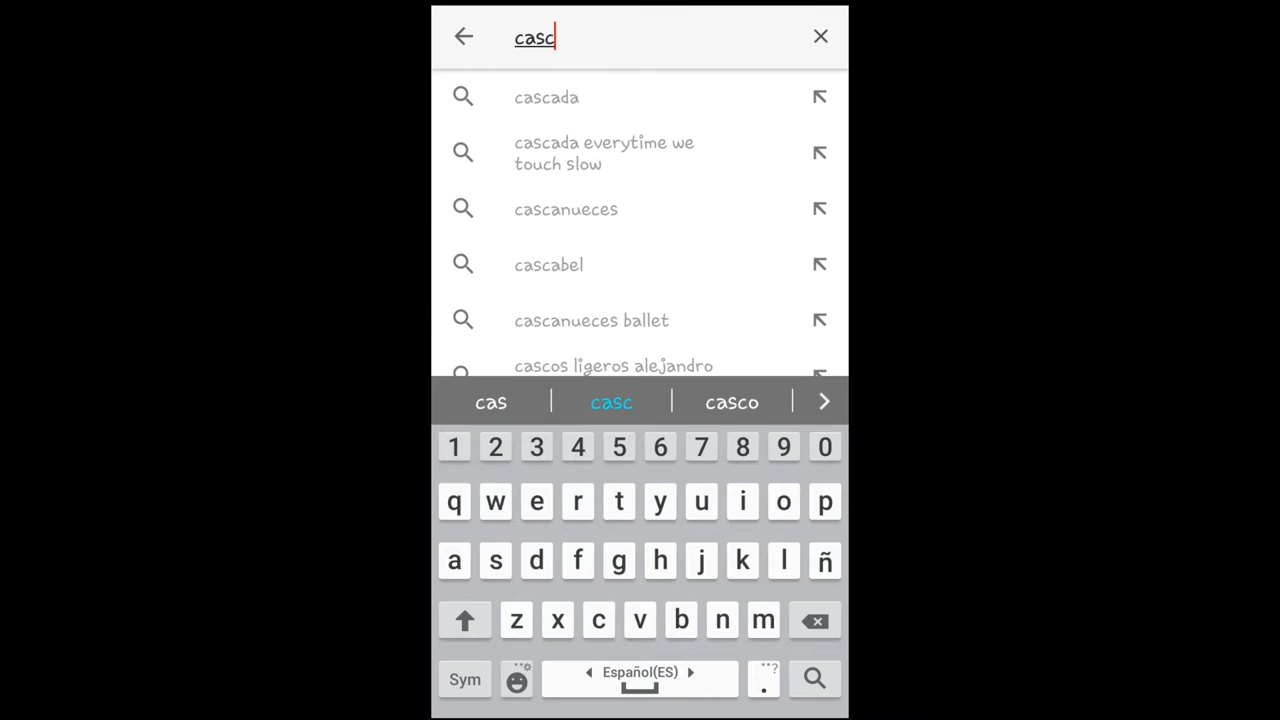 casc
cascada
cascada everytime we
touch slow
cascanueces
cascabel
cascanueces ballet
cascos ligeros alejandro
cas casc casco
1 2 3 4 5 6 7 8 9 0
q w e r t y u i o p
a s d f g h j k l ñ
z x c v b n m
Sym Español(ES) . ?